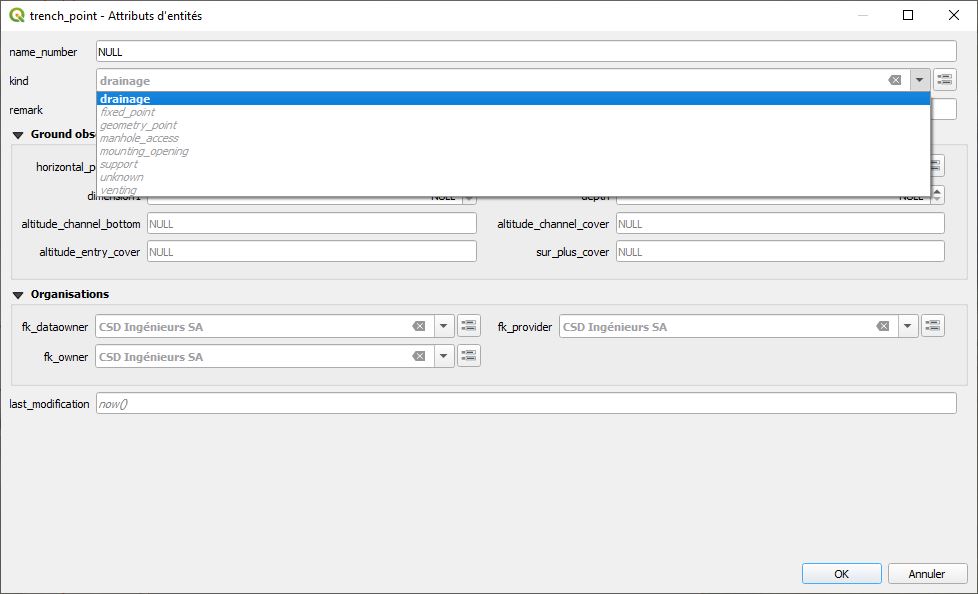 trench_point - Attributs d'entités
name_number NULL
kind drainage
drainage
remark fixed_point
geometry_point
manhole_access
mounting_opening
support
unknown
venting
Ground obs
horizontal_p
dimension1 NULL depth NULL
altitude_channel_bottom NULL altitude_channel_cover NULL
altitude_entry_cover NULL sur_plus_cover NULL
Organisations
fk_dataowner CSD Ingénieurs SA fk_provider CSD Ingénieurs SA
fk_owner CSD Ingénieurs SA
last_modification now()
OK Annuler